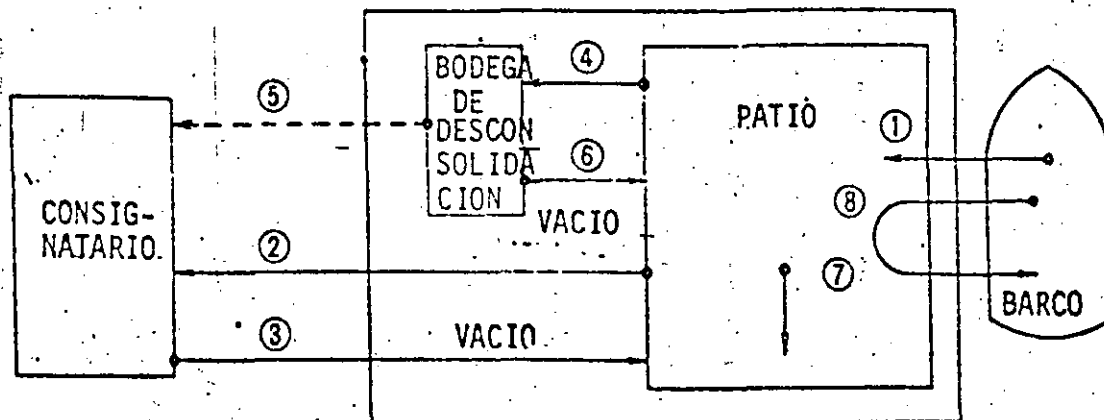 CONSIG-
NATARIO.
⑤
②
③
VACIO
BODEGA
DE
DESCON
SOLIDA
CION
④
⑥
VACIO
PATIO
①
⑧
⑦
BARCO